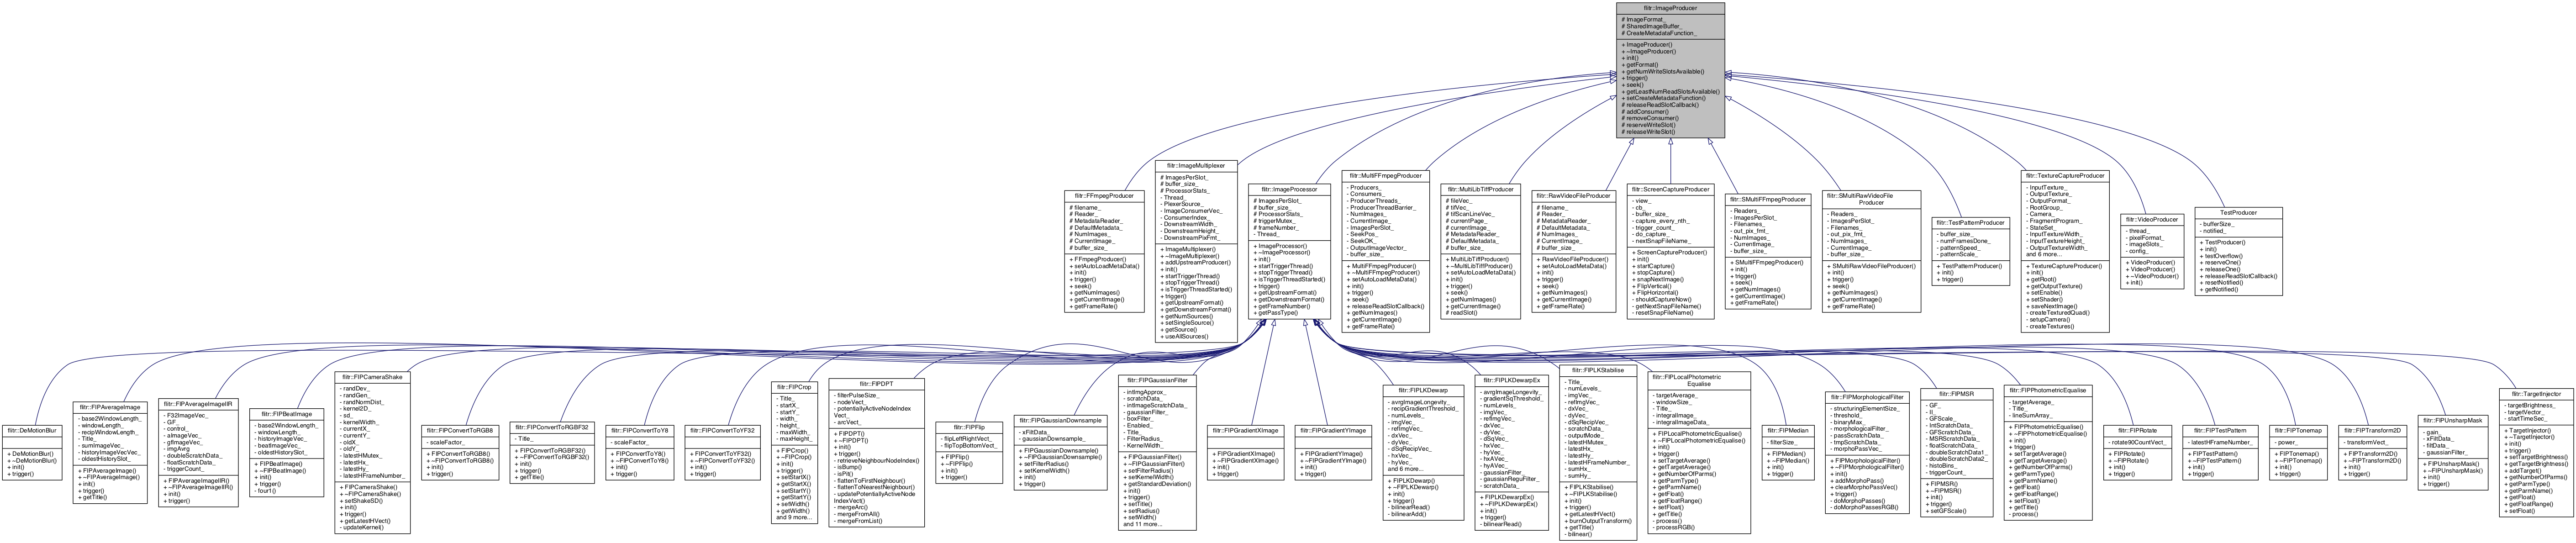 flitr::ImageProducer
# ImageFormat_
# SharedImageBuffer_
# CreateMetadataFunction_
+ ImageProducer()
+ ~ImageProducer()
+ init()
+ getFormat()
+ getNumWriteSlotsAvailable()
+ trigger()
+ seek()
+ getLeastNumReadSlotsAvailable()
+ setCreateMetadataFunction()
# releaseReadSlotCallback()
# addConsumer()
# removeConsumer()
# reserveWriteSlot()
# releaseWriteSlot()
flitr::FFmpegProducer
# filename_
# Reader_
# MetadataReader_
# DefaultMetadata_
# NumImages_
# CurrentImage_
# buffer_size_
+ FFmpegProducer()
+ setAutoLoadMetaData()
+ init()
+ trigger()
+ seek()
+ getNumImages()
+ getCurrentImage()
+ getFrameRate()
flitr::ImageMultiplexer
# ImagesPerSlot_
# buffer_size_
# ProcessorStats_
- Thread_
- PlexerSource_
- ImageConsumerVec_
- ConsumerIndex_
- DownstreamWidth_
- DownstreamHeight_
- DownstreamPixFmt_
+ ImageMultiplexer()
+ ~ImageMultiplexer()
+ addUpstreamProducer()
+ init()
+ startTriggerThread()
+ stopTriggerThread()
+ isTriggerThreadStarted()
+ trigger()
+ getUpstreamFormat()
+ getDownstreamFormat()
+ getNumSources()
+ setSingleSource()
+ getSource()
+ useAllSources()
flitr::ImageProcessor
# ImagesPerSlot_
# buffer_size_
# ProcessorStats_
# triggerMutex_
# frameNumber_
- Thread_
+ ImageProcessor()
+ ~ImageProcessor()
+ init()
+ startTriggerThread()
+ stopTriggerThread()
+ isTriggerThreadStarted()
+ trigger()
+ getUpstreamFormat()
+ getDownstreamFormat()
+ getFrameNumber()
+ getPassType()
flitr::MultiFFmpegProducer
- Producers_
- Consumers_
- ProducerThreads_
- ProducerThreadBarrier_
- NumImages_
- CurrentImage_
- ImagesPerSlot_
- SeekPos_
- SeekOK_
- OutputImageVector_
- buffer_size_
+ MultiFFmpegProducer()
+ ~MultiFFmpegProducer()
+ setAutoLoadMetaData()
+ init()
+ trigger()
+ seek()
+ releaseReadSlotCallback()
+ getNumImages()
+ getCurrentImage()
+ getFrameRate()
flitr::MultiLibTiffProducer
# fileVec_
# tifVec_
# tifScanLineVec_
# currentPage_
# currentImage_
# MetadataReader_
# DefaultMetadata_
# buffer_size_
+ MultiLibTiffProducer()
+ ~MultiLibTiffProducer()
+ setAutoLoadMetaData()
+ init()
+ trigger()
+ seek()
+ getNumImages()
+ getCurrentImage()
# readSlot()
flitr::RawVideoFileProducer
# filename_
# Reader_
# MetadataReader_
# DefaultMetadata_
# NumImages_
# CurrentImage_
# buffer_size_
+ RawVideoFileProducer()
+ setAutoLoadMetaData()
+ init()
+ trigger()
+ seek()
+ getNumImages()
+ getCurrentImage()
+ getFrameRate()
flitr::ScreenCaptureProducer
- view_
- cb_
- buffer_size_
- capture_every_nth_
- trigger_count_
- do_capture_
- nextSnapFileName_
+ ScreenCaptureProducer()
+ init()
+ startCapture()
+ stopCapture()
+ snapNextImage()
+ FlipVertical()
+ FlipHorizontal()
- shouldCaptureNow()
- getNextSnapFileName()
- resetSnapFileName()
flitr::SMultiFFmpegProducer
- Readers_
- ImagesPerSlot_
- Filenames_
- out_pix_fmt_
- NumImages_
- CurrentImage_
- buffer_size_
+ SMultiFFmpegProducer()
+ init()
+ trigger()
+ seek()
+ getNumImages()
+ getCurrentImage()
+ getFrameRate()
flitr::SMultiRawVideoFile
Producer
- Readers_
- ImagesPerSlot_
- Filenames_
- out_pix_fmt_
- NumImages_
- CurrentImage_
- buffer_size_
+ SMultiRawVideoFileProducer()
+ init()
+ trigger()
+ seek()
+ getNumImages()
+ getCurrentImage()
+ getFrameRate()
flitr::TestPatternProducer
- buffer_size_
- numFramesDone_
- patternSpeed_
- patternScale_
+ TestPatternProducer()
+ init()
+ trigger()
flitr::TextureCaptureProducer
- InputTexture_
- OutputTexture_
- OutputFormat_
- RootGroup_
- Camera_
- FragmentProgram_
- StateSet_
- InputTextureWidth_
- InputTextureHeight_
- OutputTextureWidth_
and 6 more...
+ TextureCaptureProducer()
+ init()
+ getRoot()
+ getOutputTexture()
+ setEnable()
+ setShader()
+ saveNextImage()
- createTexturedQuad()
- setupCamera()
- createTextures()
flitr::VideoProducer
- thread_
- pixelFormat_
- imageSlots_
- config_
+ VideoProducer()
+ VideoProducer()
+ ~VideoProducer()
+ init()
TestProducer
- bufferSize_
- notified_
+ TestProducer()
+ init()
+ testOverflow()
+ reserveOne()
+ releaseOne()
+ releaseReadSlotCallback()
+ resetNotified()
+ getNotified()
flitr::DeMotionBlur
+ DeMotionBlur()
+ ~DeMotionBlur()
+ init()
+ trigger()
flitr::FIPAverageImage
- base2WindowLength_
- windowLength_
- recipWindowLength_
- Title_
- sumImageVec_
- historyImageVecVec_
- oldestHistorySlot_
+ FIPAverageImage()
+ ~FIPAverageImage()
+ init()
+ trigger()
+ getTitle()
flitr::FIPAverageImageIIR
- F32ImageVec_
- GF_
- control_
- aImageVec_
- gfImageVec_
- imgAvrg_
- doubleScratchData_
- floatScratchData_
- triggerCount_
+ FIPAverageImageIIR()
+ ~FIPAverageImageIIR()
+ init()
+ trigger()
flitr::FIPBeatImage
- base2WindowLength_
- windowLength_
- historyImageVec_
- beatImageVec_
- oldestHistorySlot_
+ FIPBeatImage()
+ ~FIPBeatImage()
+ init()
+ trigger()
- four1()
flitr::FIPCameraShake
- randDev_
- randGen_
- randNormDist_
- kernel2D_
- sd_
- kernelWidth_
- currentX_
- currentY_
- oldX_
- oldY_
- latestHMutex_
- latestHx_
- latestHy_
- latestHFrameNumber_
+ FIPCameraShake()
+ ~FIPCameraShake()
+ setShakeSD()
+ init()
+ trigger()
+ getLatestHVect()
- updateKernel()
flitr::FIPConvertToRGB8
- scaleFactor_
+ FIPConvertToRGB8()
+ ~FIPConvertToRGB8()
+ init()
+ trigger()
flitr::FIPConvertToRGBF32
- Title_
+ FIPConvertToRGBF32()
+ ~FIPConvertToRGBF32()
+ init()
+ trigger()
+ getTitle()
flitr::FIPConvertToY8
- scaleFactor_
+ FIPConvertToY8()
+ ~FIPConvertToY8()
+ init()
+ trigger()
flitr::FIPConvertToYF32
+ FIPConvertToYF32()
+ ~FIPConvertToYF32()
+ init()
+ trigger()
flitr::FIPCrop
- Title_
- startX_
- startY_
- width_
- height_
- maxWidth_
- maxHeight_
+ FIPCrop()
+ ~FIPCrop()
+ init()
+ trigger()
+ setStartX()
+ getStartX()
+ setStartY()
+ getStartY()
+ setWidth()
+ getWidth()
and 9 more...
flitr::FIPDPT
- filterPulseSize_
- nodeVect_
- potentiallyActiveNodeIndex
Vect_
- arcVect_
+ FIPDPT()
+ ~FIPDPT()
+ init()
+ trigger()
- retrieveNeighbourNodeIndex()
- isBump()
- isPit()
- flattenToFirstNeighbour()
- flattenToNearestNeighbour()
- updatePotentiallyActiveNode
IndexVect()
- mergeArc()
- mergeFromAll()
- mergeFromList()
flitr::FIPFlip
- flipLeftRightVect_
- flipTopBottomVect_
+ FIPFlip()
+ ~FIPFlip()
+ init()
+ trigger()
flitr::FIPGaussianDownsample
- xFiltData_
- gaussianDownsample_
+ FIPGaussianDownsample()
+ ~FIPGaussianDownsample()
+ setFilterRadius()
+ setKernelWidth()
+ init()
+ trigger()
flitr::FIPGaussianFilter
- intImgApprox_
- scratchData_
- intImageScratchData_
- gaussianFilter_
- boxFilter_
- Enabled_
- Title_
- FilterRadius_
- KernelWidth_
+ FIPGaussianFilter()
+ ~FIPGaussianFilter()
+ setFilterRadius()
+ setKernelWidth()
+ getStandardDeviation()
+ init()
+ trigger()
+ setTitle()
+ setRadius()
+ setWidth()
and 11 more...
flitr::FIPGradientXImage
+ FIPGradientXImage()
+ ~FIPGradientXImage()
+ init()
+ trigger()
flitr::FIPGradientYImage
+ FIPGradientYImage()
+ ~FIPGradientYImage()
+ init()
+ trigger()
flitr::FIPLKDewarp
- avrgImageLongevity_
- recipGradientThreshold_
- numLevels_
- imgVec_
- refImgVec_
- dxVec_
- dyVec_
- dSqRecipVec_
- hxVec_
- hyVec_
and 6 more...
+ FIPLKDewarp()
+ ~FIPLKDewarp()
+ init()
+ trigger()
- bilinearRead()
- bilinearAdd()
flitr::FIPLKDewarpEx
- avrgImageLongevity_
- gradientSqThreshold_
- numLevels_
- imgVec_
- refImgVec_
- dxVec_
- dyVec_
- dSqVec_
- hxVec_
- hyVec_
- hxAVec_
- hyAVec_
- gaussianFilter_
- gaussianReguFilter_
- scratchData_
+ FIPLKDewarpEx()
+ ~FIPLKDewarpEx()
+ init()
+ trigger()
- bilinearRead()
flitr::FIPLKStabilise
- Title_
- numLevels_
- imgVec_
- refImgVec_
- dxVec_
- dyVec_
- dSqRecipVec_
- scratchData_
- outputMode_
- latestHMutex_
- latestHx_
- latestHy_
- latestHFrameNumber_
- sumHx_
- sumHy_
+ FIPLKStabilise()
+ ~FIPLKStabilise()
+ init()
+ trigger()
+ getLatestHVect()
+ burnOutputTransform()
+ getTitle()
- bilinear()
flitr::FIPLocalPhotometric
Equalise
- targetAverage_
- windowSize_
- Title_
- integralImage_
- integralImageData_
+ FIPLocalPhotometricEqualise()
+ ~FIPLocalPhotometricEqualise()
+ init()
+ trigger()
+ setTargetAverage()
+ getTargetAverage()
+ getNumberOfParms()
+ getParmType()
+ getParmName()
+ getFloat()
+ getFloatRange()
+ setFloat()
+ getTitle()
- process()
- processRGB()
flitr::FIPMedian
- filterSize_
+ FIPMedian()
+ ~FIPMedian()
+ init()
+ trigger()
flitr::FIPMorphologicalFilter
- structuringElementSize_
- threshold_
- binaryMax_
- morphologicalFilter_
- passScratchData_
- tmpScratchData_
- morphoPassVec_
+ FIPMorphologicalFilter()
+ ~FIPMorphologicalFilter()
+ init()
+ addMorphoPass()
+ clearMorphoPassVec()
+ trigger()
- doMorphoPasses()
- doMorphoPassesRGB()
flitr::FIPMSR
- GF_
- II_
- GFScale_
- IntScratchData_
- GFScratchData_
- MSRScratchData_
- floatScratchData_
- doubleScratchData1_
- doubleScratchData2_
- histoBins_
- triggerCount_
+ FIPMSR()
+ ~FIPMSR()
+ init()
+ trigger()
+ setGFScale()
flitr::FIPPhotometricEqualise
- targetAverage_
- Title_
- lineSumArray_
+ FIPPhotometricEqualise()
+ ~FIPPhotometricEqualise()
+ init()
+ trigger()
+ setTargetAverage()
+ getTargetAverage()
+ getNumberOfParms()
+ getParmType()
+ getParmName()
+ getFloat()
+ getFloatRange()
+ setFloat()
+ getTitle()
- process()
flitr::FIPRotate
- rotate90CountVect_
+ FIPRotate()
+ ~FIPRotate()
+ init()
+ trigger()
flitr::FIPTestPattern
- latestHFrameNumber_
+ FIPTestPattern()
+ ~FIPTestPattern()
+ init()
+ trigger()
flitr::FIPTonemap
- power_
+ FIPTonemap()
+ ~FIPTonemap()
+ init()
+ trigger()
flitr::FIPTransform2D
- transformVect_
+ FIPTransform2D()
+ ~FIPTransform2D()
+ init()
+ trigger()
flitr::FIPUnsharpMask
- gain_
- xFiltData_
- filtData_
- gaussianFilter_
+ FIPUnsharpMask()
+ ~FIPUnsharpMask()
+ init()
+ trigger()
flitr::TargetInjector
- targetBrightness_
- targetVector_
- startTimeSec_
+ TargetInjector()
+ ~TargetInjector()
+ init()
+ trigger()
+ setTargetBrightness()
+ getTargetBrightness()
+ addTarget()
+ getNumberOfParms()
+ getParmType()
+ getParmName()
+ getFloat()
+ getFloatRange()
+ setFloat()